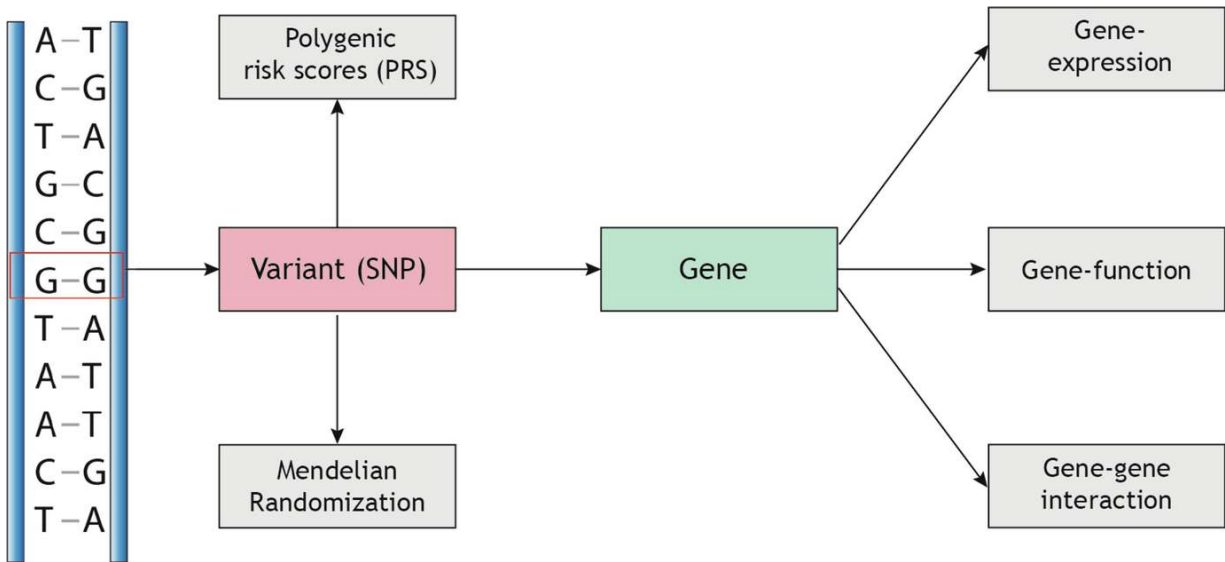 A–T
C–G
T–A
G–C
C–G
G–G
T–A
A–T
A–T
C–G
T–A
Polygenic
risk scores (PRS)
Variant (SNP)
Mendelian
Randomization
Gene
Gene-
expression
Gene-function
Gene-gene
interaction